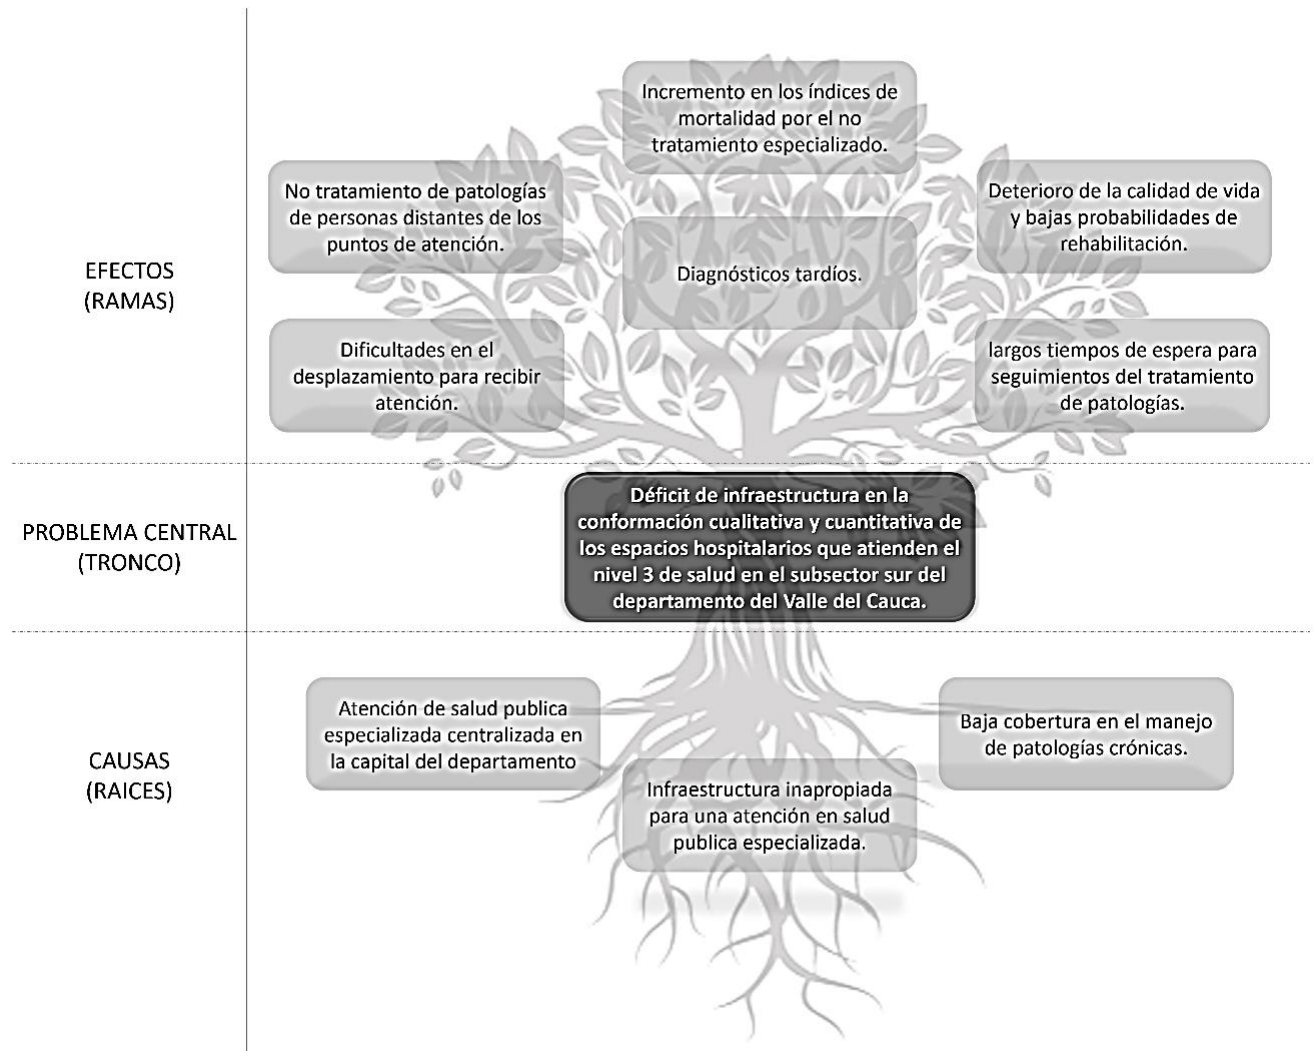 EFECTOS
(RAMAS)
Incremento en los índices de
mortalidad por el no
tratamiento especializado.
No tratamiento de patologías
de personas distantes de los
puntos de atención.
Diagnósticos tardíos.
Deterioro de la calidad de vida
y bajas probabilidades de
rehabilitación.
Dificultades en el
desplazamiento para recibir
atención.
largos tiempos de espera para
seguimientos del tratamiento
de patologías.
PROBLEMA CENTRAL
(TRONCO)
Déficit de infraestructura en la
conformación cualitativa y cuantitativa de
los espacios hospitalarios que atienden el
nivel 3 de salud en el subsector sur del
departamento del Valle del Cauca.
CAUSAS
(RAICES)
Atención de salud publica
especializada centralizada en
la capital del departamento
Infraestructura inapropiada
para una atención en salud
publica especializada.
Baja cobertura en el manejo
de patologías crónicas.